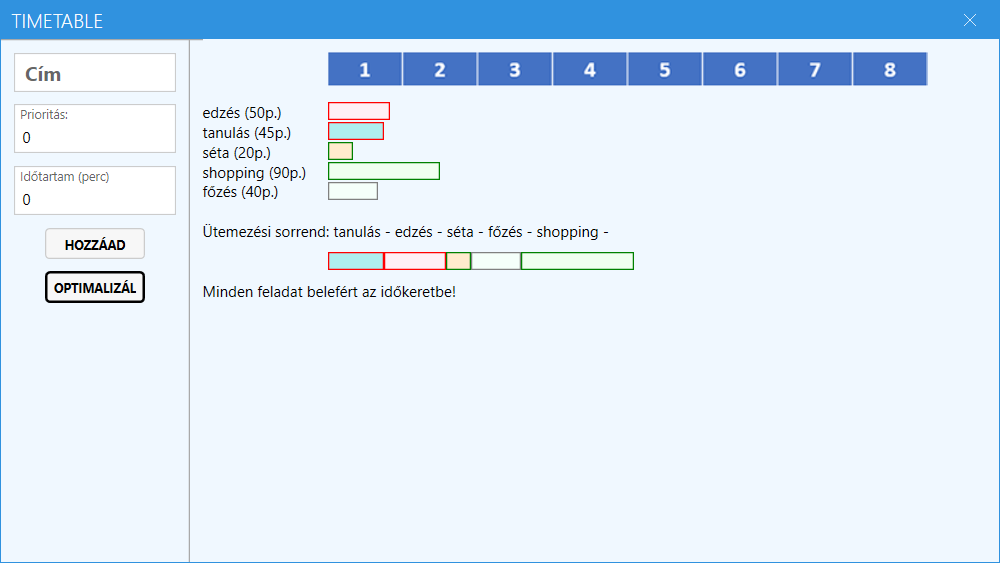 TIMETABLE
Cím
Prioritás:
0
Időtartam (perc)
0
HOZZÁAD
OPTIMALIZÁL
1 2 3 4 5 6 7 8
edzés (50p.)
tanulás (45p.)
séta (20p.)
shopping (90p.)
főzés (40p.)
Ütemezési sorrend: tanulás - edzés - séta - főzés - shopping -
Minden feladat belefért az időkeretbe!